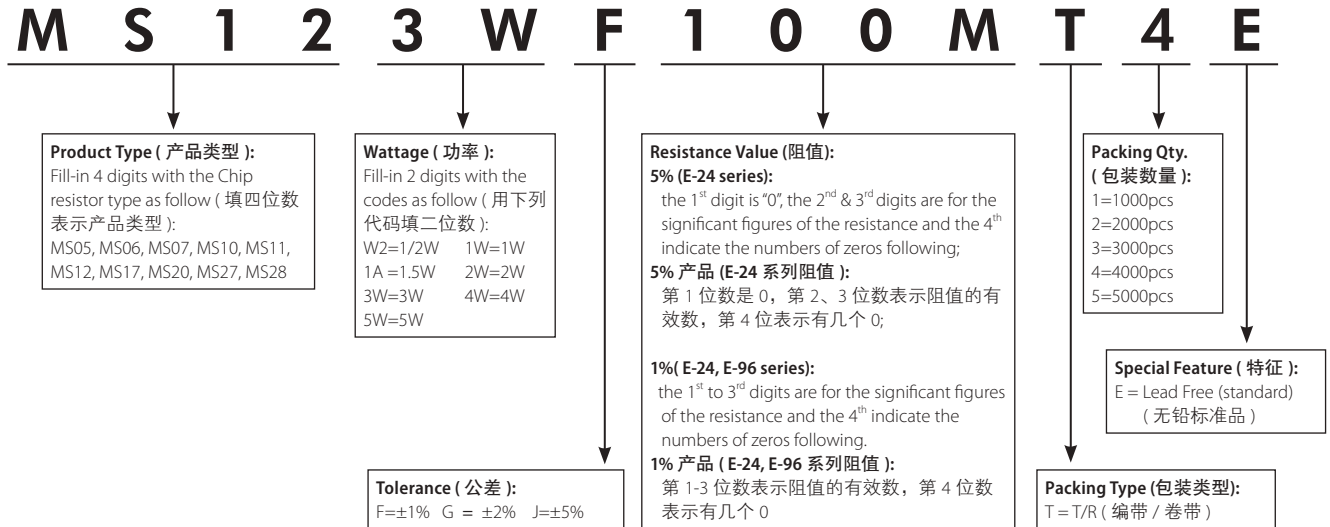 M S 1 2 3 W F 1 0 0 M T 4 E
Product Type ( 产品类型 ):
Fill-in 4 digits with the Chip
resistor type as follow ( 填四位数
表示产品类型 ):
MS05, MS06, MS07, MS10, MS11,
MS12, MS17, MS20, MS27, MS28
Wattage ( 功率 ):
Fill-in 2 digits with the
codes as follow ( 用下列
代码填二位数 ):
W2=1/2W 1W=1W
1A =1.5W 2W=2W
3W=3W 4W=4W
5W=5W
Tolerance ( 公差 ):
F=±1% G = ±2% J=±5%
Resistance Value (阻值):
5% (E-24 series):
the 1st digit is "0", the 2nd & 3rd digits are for the
significant figures of the resistance and the 4th
indicate the numbers of zeros following;
5% 产品 (E-24 系列阻值 ):
第 1 位数是 0，第 2、3 位数表示阻值的有
效数，第 4 位表示有几个 0;
1%( E-24, E-96 series):
the 1st to 3rd digits are for the significant figures
of the resistance and the 4th indicate the
numbers of zeros following.
1% 产品 ( E-24, E-96 系列阻值 ):
第 1-3 位数表示阻值的有效数，第 4 位数
表示有几个 0
Packing Qty.
( 包装数量 ):
1=1000pcs
2=2000pcs
3=3000pcs
4=4000pcs
5=5000pcs
Special Feature ( 特征 ):
E = Lead Free (standard)
( 无铅标准品 )
Packing Type (包装类型):
T = T/R ( 编带 / 卷带 )